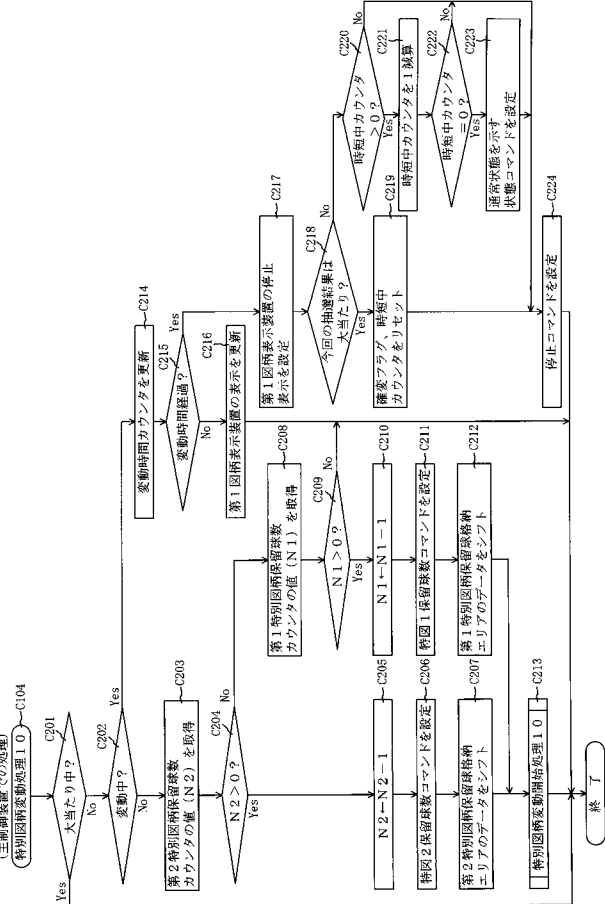 (主制御装置での処理)
特別図柄変動処理10
C104
大当たり中?
C201
Yes
No
変動中?
C202
Yes
No
第2特別図柄保留球数
カウンタの値(N2)を取得
C203
N2>0?
C204
No
Yes
N2←N2-1
C205
特図2保留球数コマンドを設定
C206
第2特別図柄保留球格納
エリアのデータをシフト
C207
第1特別図柄保留球数
カウンタの値(N1)を取得
C208
N1>0?
C209
No
Yes
N1←N1-1
C210
特図1保留球数コマンドを設定
C211
第1特別図柄保留球格納
エリアのデータをシフト
C212
特別図柄変動開始処理10
C213
変動時間カウンタを更新
C214
変動時間経過?
C215
Yes
No
第1図柄表示装置の表示を更新
C216
第1図柄表示装置の停止
表示を設定
C217
今回の抽選結果は
大当たり?
C218
No
Yes
確変フラグ、時短中
カウンタをリセット
C219
時短中カウンタ
>0?
C220
No
Yes
時短中カウンタを1減算
C221
時短中カウンタ
=0?
C222
No
Yes
通常状態を示す
状態コマンドを設定
C223
停止コマンドを設定
C224
終了